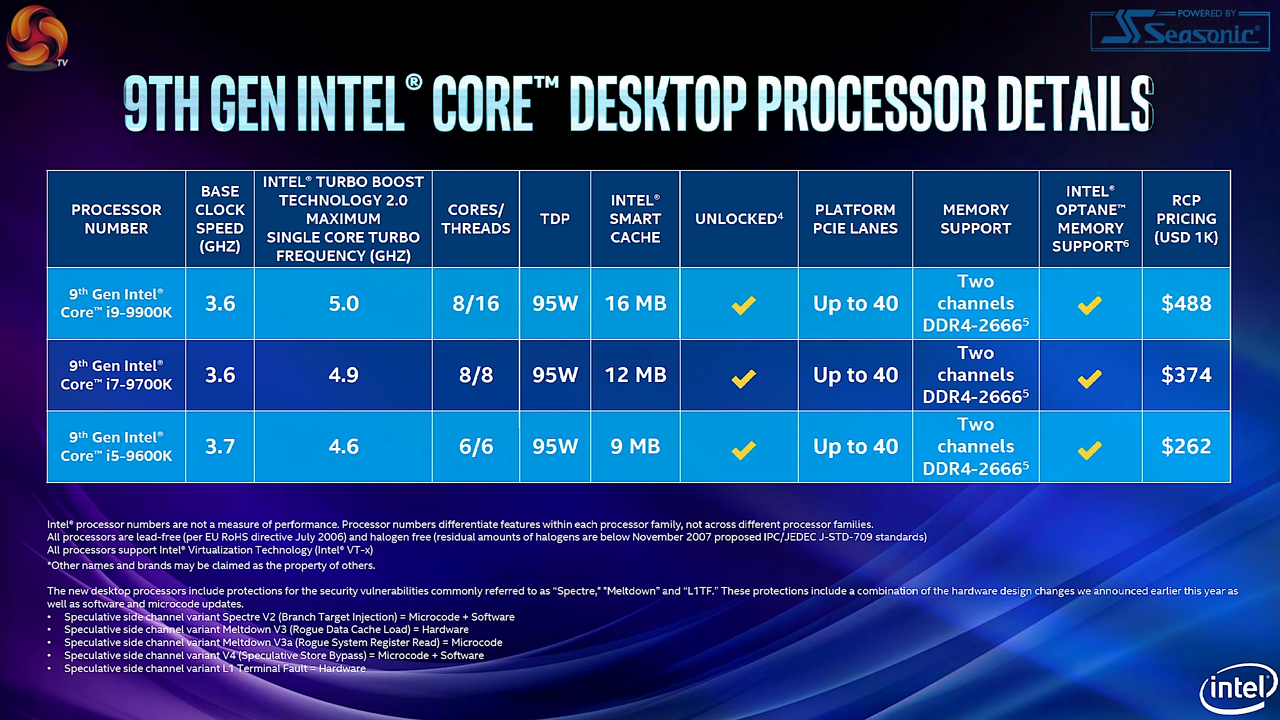 TV
POWERED BY
Seasonic®
9TH GEN INTEL® CORE™ DESKTOP PROCESSOR DETAILS
PROCESSOR
NUMBER
BASE
CLOCK
SPEED
(GHZ)
INTEL® TURBO BOOST
TECHNOLOGY 2.0
MAXIMUM
SINGLE CORE TURBO
FREQUENCY (GHZ)
CORES/
THREADS
TDP
INTEL®
SMART
CACHE
UNLOCKED⁴
PLATFORM
PCIE LANES
MEMORY
SUPPORT
INTEL®
OPTANE™
MEMORY
SUPPORT⁶
RCP
PRICING
(USD 1K)
9th Gen Intel®
Core™ i9-9900K
3.6
5.0
8/16
95W
16 MB
✓
Up to 40
Two
channels
DDR4-2666⁵
✓
$488
9th Gen Intel®
Core™ i7-9700K
3.6
4.9
8/8
95W
12 MB
✓
Up to 40
Two
channels
DDR4-2666⁵
✓
$374
9th Gen Intel®
Core™ i5-9600K
3.7
4.6
6/6
95W
9 MB
✓
Up to 40
Two
channels
DDR4-2666⁵
✓
$262
Intel® processor numbers are not a measure of performance. Processor numbers differentiate features within each processor family, not across different processor families.
All processors are lead-free (per EU RoHS directive July 2006) and halogen free (residual amounts of halogens are below November 2007 proposed IPC/JEDEC J-STD-709 standards)
All processors support Intel® Virtualization Technology (Intel® VT-x)
*Other names and brands may be claimed as the property of others.
The new desktop processors include protections for the security vulnerabilities commonly referred to as “Spectre,” "Meltdown” and “L1TF.” These protections include a combination of the hardware design changes we announced earlier this year as
well as software and microcode updates.
• Speculative side channel variant Spectre V2 (Branch Target Injection) = Microcode + Software
• Speculative side channel variant Meltdown V3 (Rogue Data Cache Load) = Hardware
• Speculative side channel variant Meltdown V3a (Rogue System Register Read) = Microcode
• Speculative side channel variant V4 (Speculative Store Bypass) = Microcode + Software
• Speculative side channel variant L1 Terminal Fault = Hardware
intel®